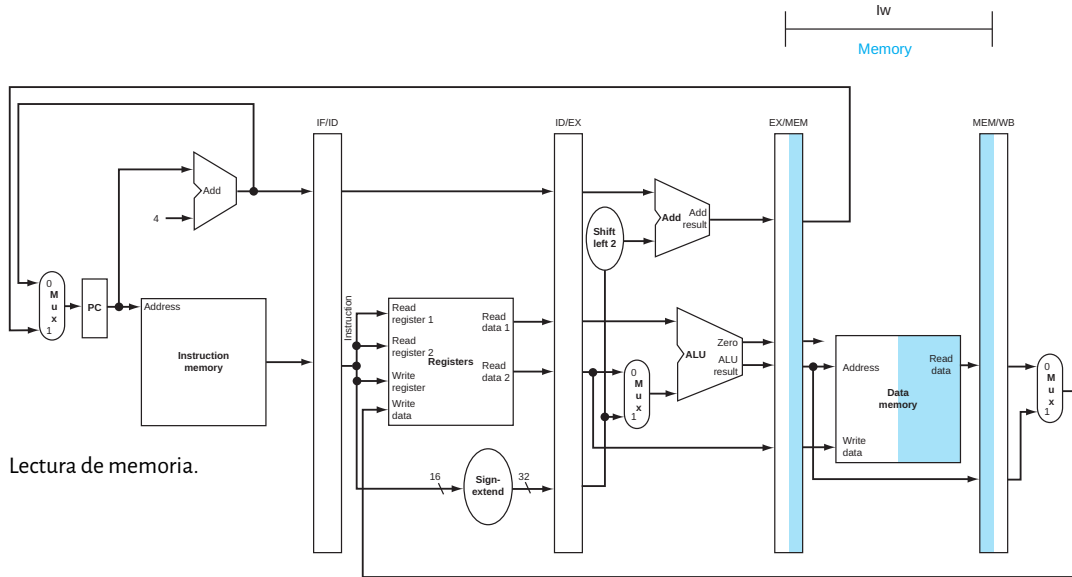 lw
Memory
IF/ID
ID/EX
EX/MEM
MEM/WB
Add
4
Add
Add
result
Shift
left 2
0
M
u
x
1
PC
Address
Instruction
memory
Instruction
Read
register 1
Read
register 2
Write
register
Write
data
Registers
Read
data 1
Read
data 2
0
M
u
x
1
ALU
Zero
ALU
result
Address
Read
data
Data
memory
Write
data
0
M
u
x
1
Lectura de memoria.
16
Sign-
extend
32